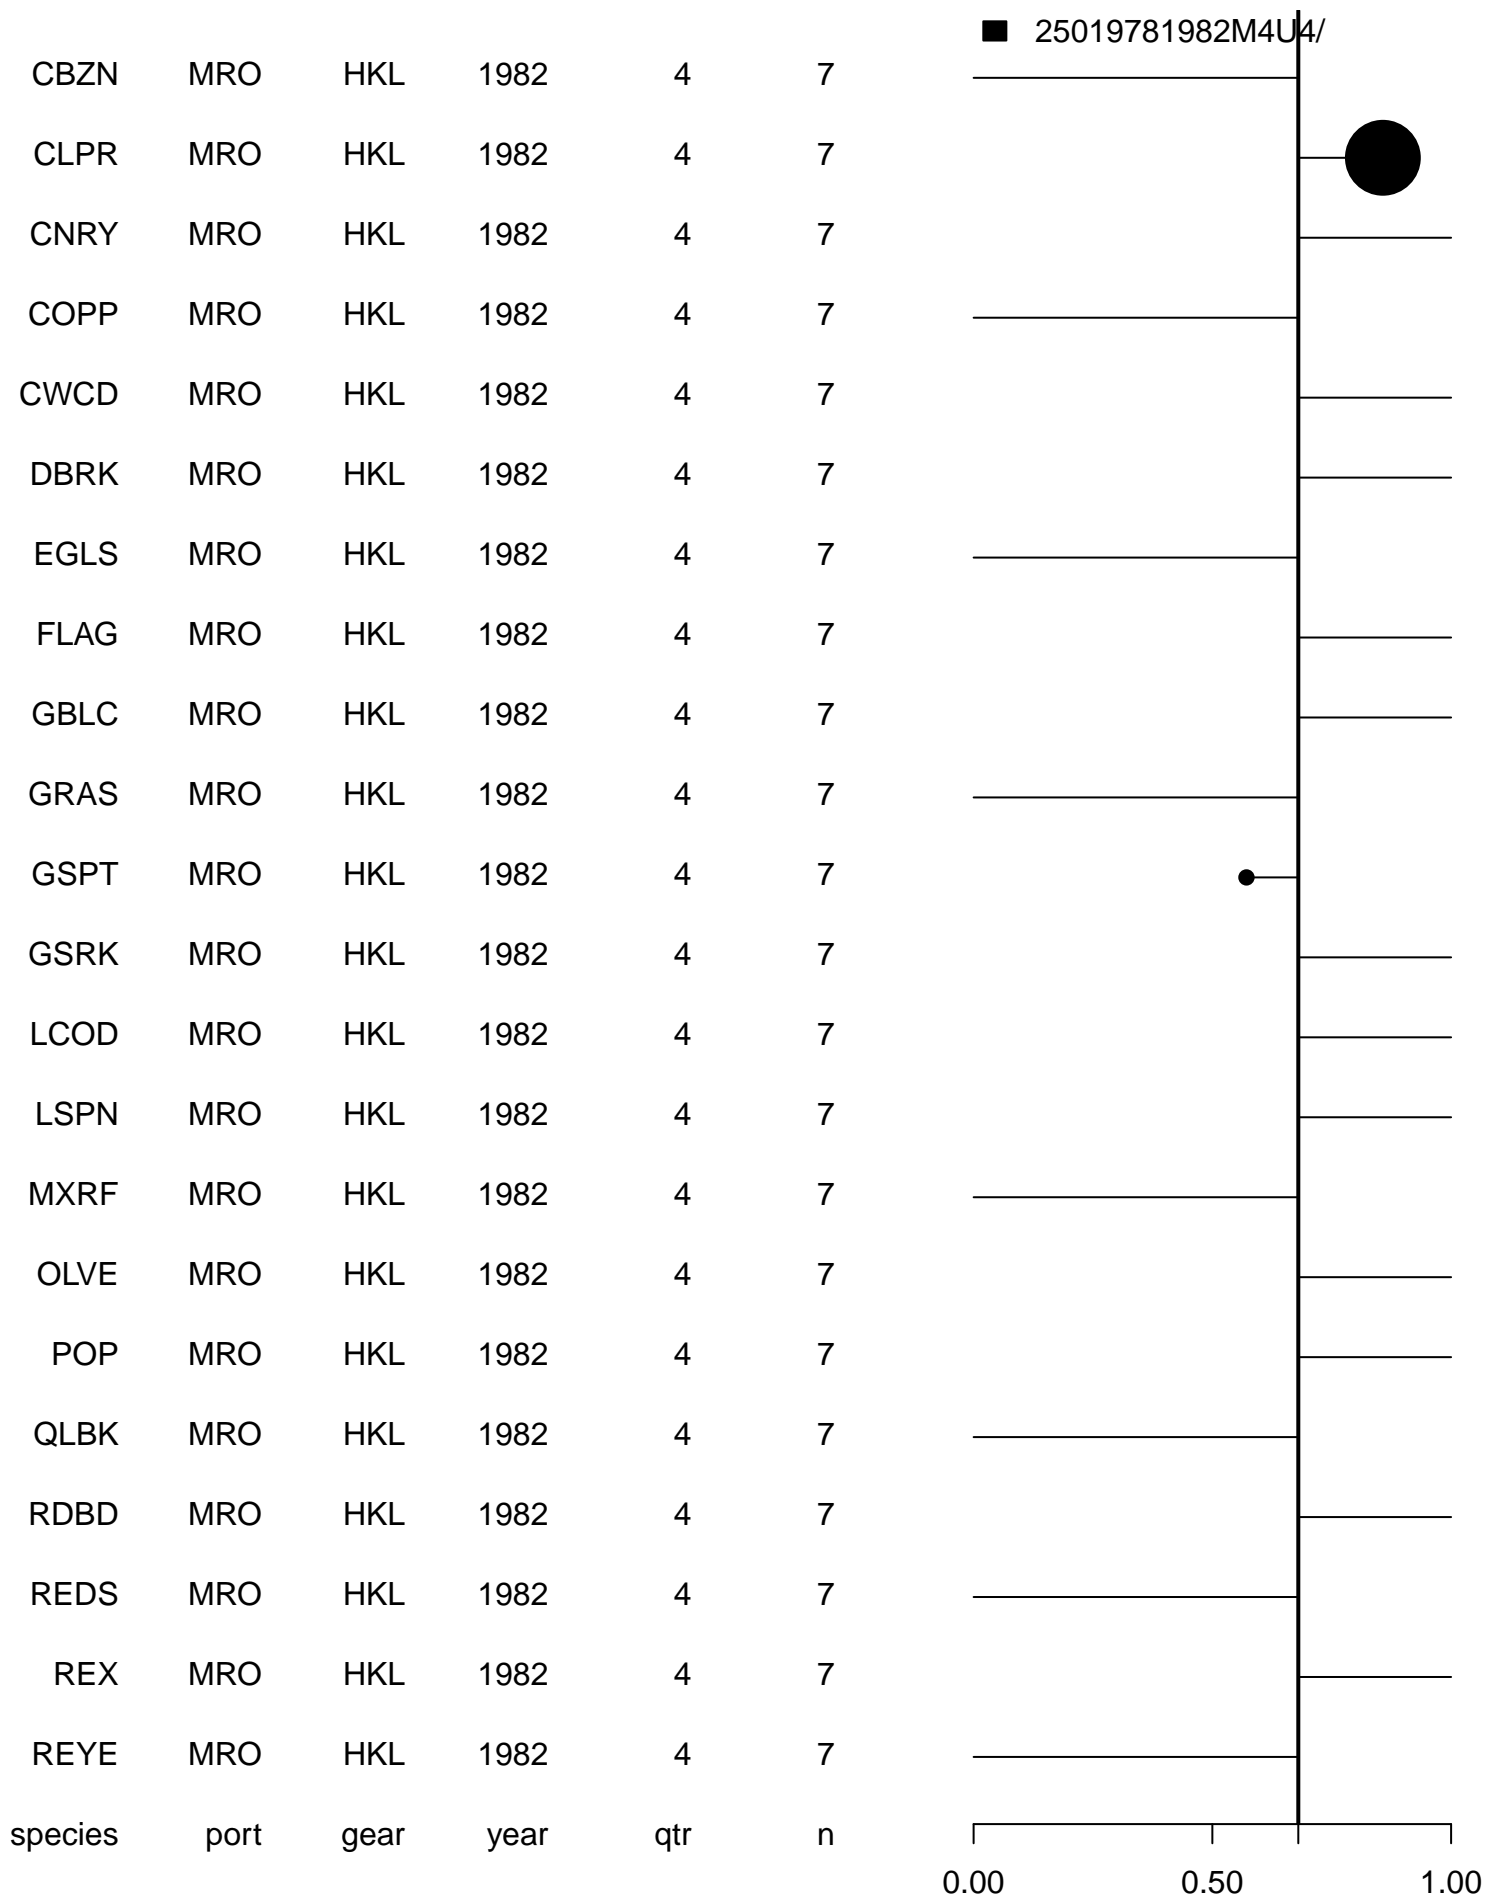 25019781982M4U4/
CBZN MRO HKL 1982 4 7
CLPR MRO HKL 1982 4 7
CNRY MRO HKL 1982 4 7
COPP MRO HKL 1982 4 7
CWCD MRO HKL 1982 4 7
DBRK MRO HKL 1982 4 7
EGLS MRO HKL 1982 4 7
FLAG MRO HKL 1982 4 7
GBLC MRO HKL 1982 4 7
GRAS MRO HKL 1982 4 7
GSPT MRO HKL 1982 4 7
GSRK MRO HKL 1982 4 7
LCOD MRO HKL 1982 4 7
LSPN MRO HKL 1982 4 7
MXRF MRO HKL 1982 4 7
OLVE MRO HKL 1982 4 7
POP MRO HKL 1982 4 7
QLBK MRO HKL 1982 4 7
RDBD MRO HKL 1982 4 7
REDS MRO HKL 1982 4 7
REX MRO HKL 1982 4 7
REYE MRO HKL 1982 4 7
species port gear year qtr n
0.00 0.50 1.00